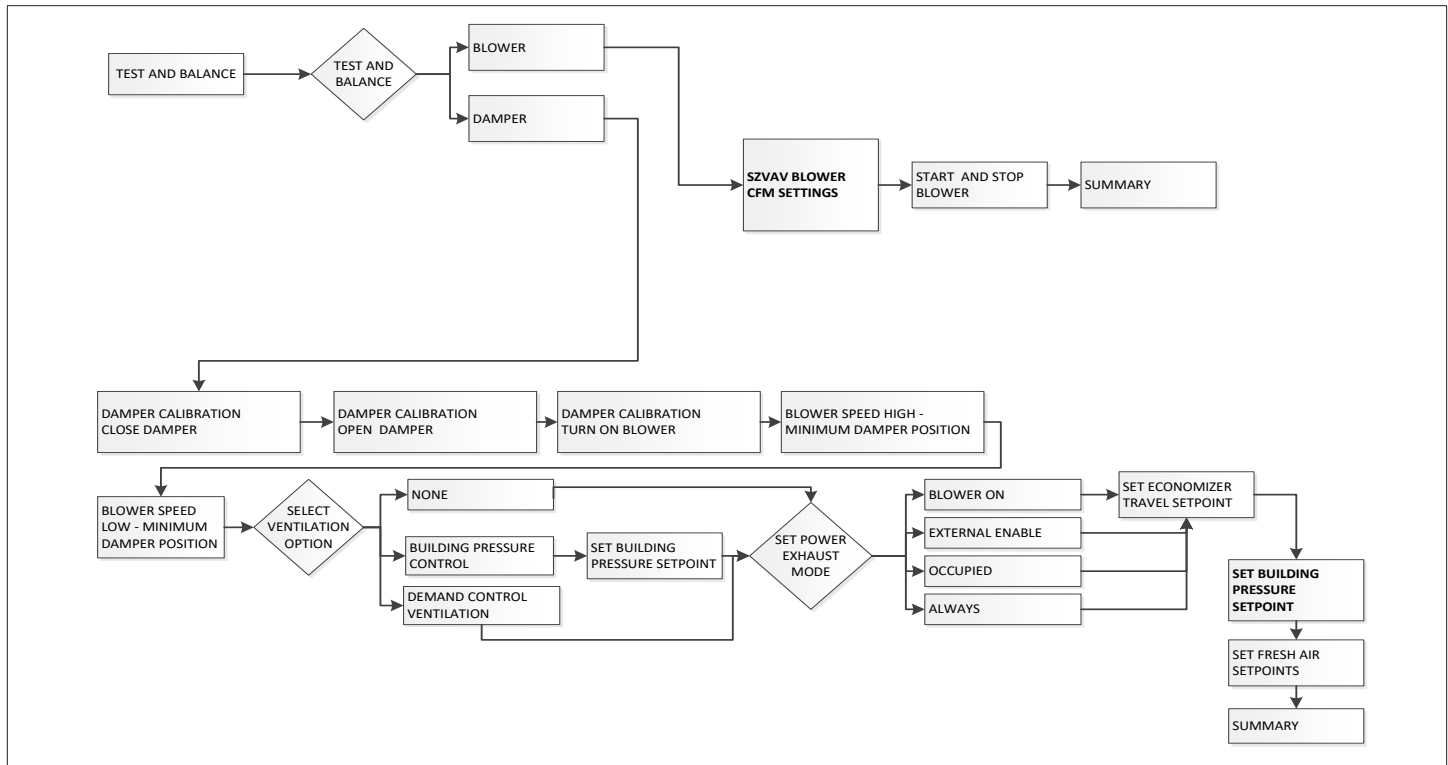 TEST AND BALANCE
TEST AND
BALANCE
BLOWER
DAMPER
SZVAV BLOWER
CFM SETTINGS
START AND STOP
BLOWER
SUMMARY
DAMPER CALIBRATION
CLOSE DAMPER
DAMPER CALIBRATION
OPEN DAMPER
DAMPER CALIBRATION
TURN ON BLOWER
BLOWER SPEED HIGH -
MINIMUM DAMPER POSITION
BLOWER SPEED
LOW - MINIMUM
DAMPER POSITION
SELECT
VENTILATION
OPTION
NONE
BUILDING PRESSURE
CONTROL
DEMAND CONTROL
VENTILATION
SET BUILDING
PRESSURE SETPOINT
SET POWER
EXHAUST
MODE
BLOWER ON
EXTERNAL ENABLE
OCCUPIED
ALWAYS
SET ECONOMIZER
TRAVEL SETPOINT
SET BUILDING
PRESSURE
SETPOINT
SET FRESH AIR
SETPOINTS
SUMMARY